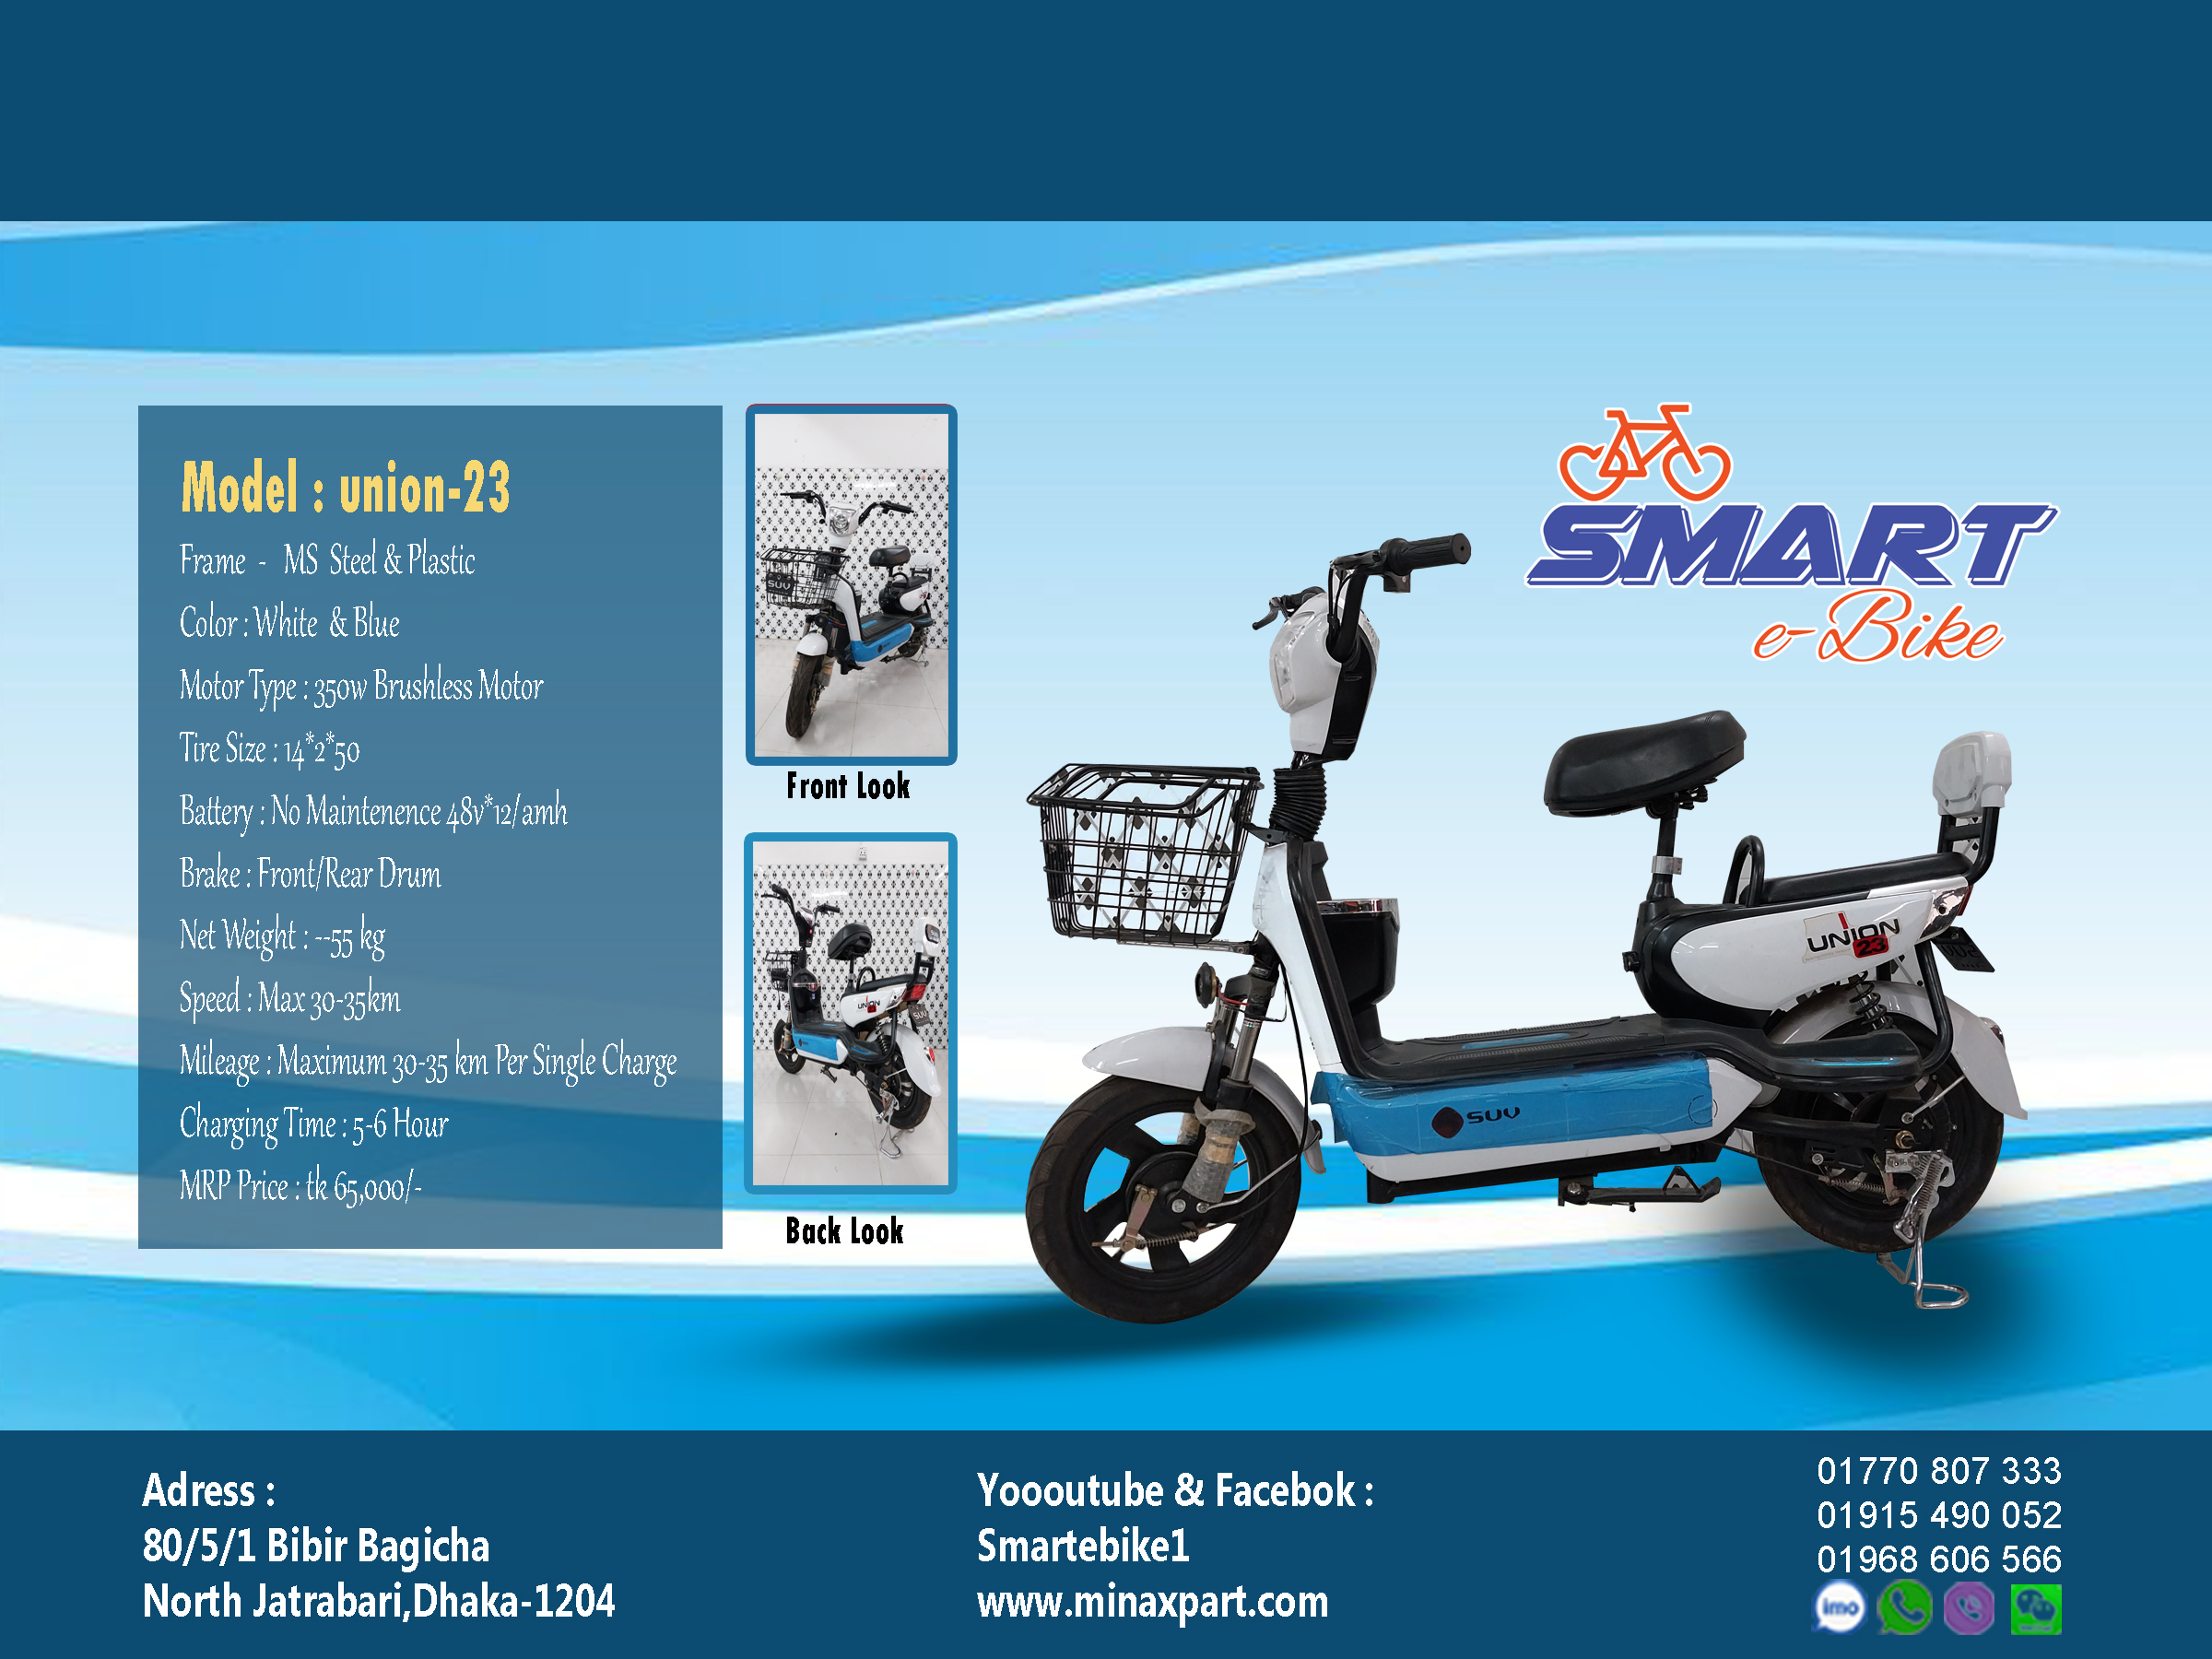 SMART
e-Bike
Model : union-23
Frame - MS Steel & Plastic
Color : White & Blue
Motor Type : 350w Brushless Motor
Tire Size : 14*2*50
Battery : No Maintenence 48v*12/amh
Brake : Front/Rear Drum
Net Weight : --55 kg
Speed : Max 30-35km
Mileage : Maximum 30-35 km Per Single Charge
Charging Time : 5-6 Hour
MRP Price : tk 65,000/-
SUV
Front Look
UNION
23
SUV
Back Look
UNION
23
SUV
Adress :
80/5/1 Bibir Bagicha
North Jatrabari,Dhaka-1204
Yoooutube & Facebok :
Smartebike1
www.minaxpart.com
01770 807 333
01915 490 052
01968 606 566
imo